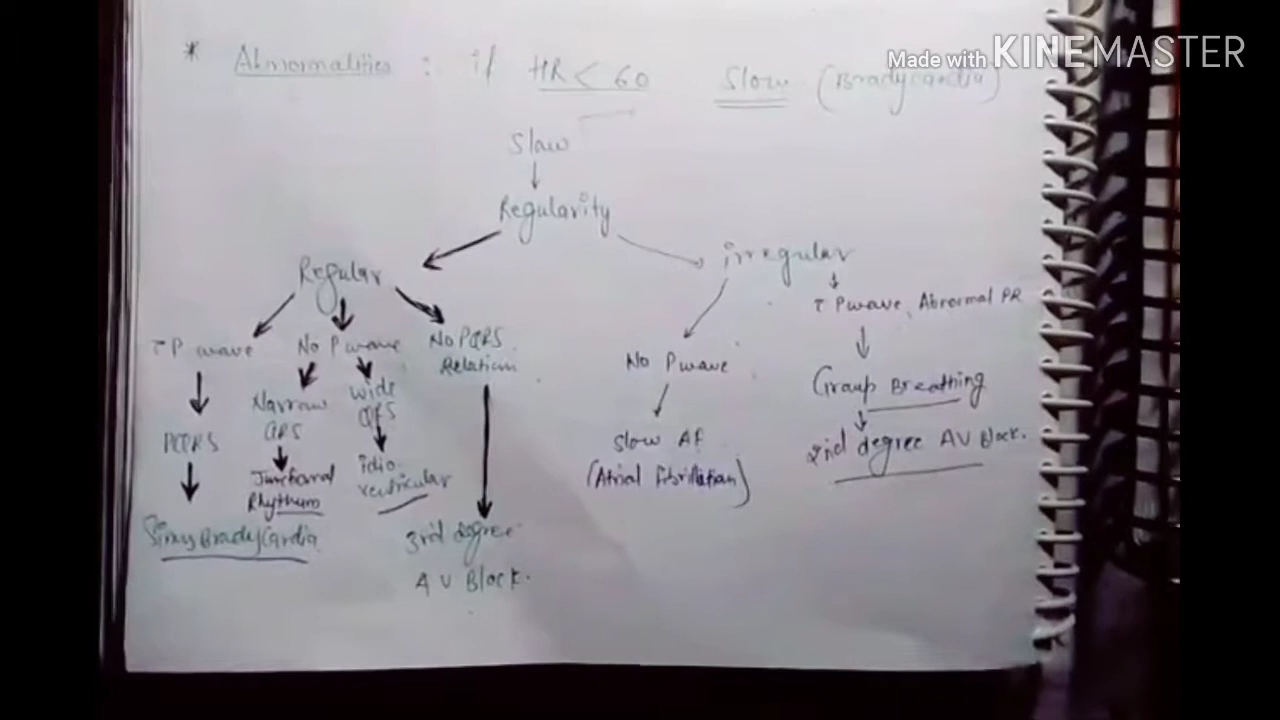 Made with KINEMASTER
* Abnormalities : if HR < 60 Slow (Bradycardia)
Slow
Regularity
Regular
irregular
P wave
No P wave
No PQRS
Relation
No P wave
P wave, Abnormal PR
PQRS
Narrow
QRS
Wide
QRS
Junctional
Rhythum
idio
ventricular
Sinus BradyCardia
3rd degree
AV Block.
Slow AF
(Atrial Fibrillation)
Group Breathing
2nd degree AV Block.